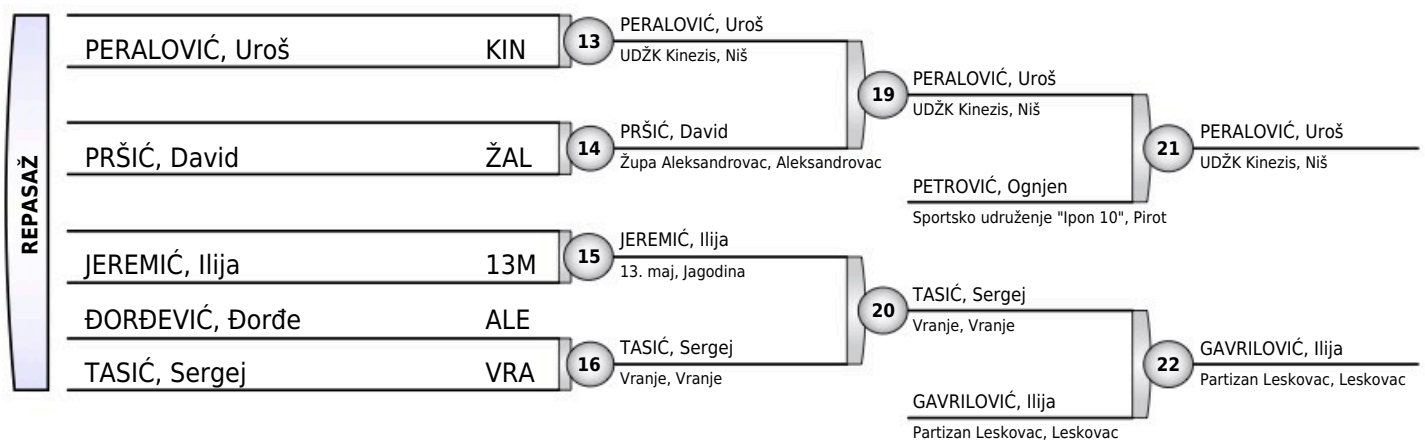 REPASAŽ
PERALOVIĆ, Uroš KIN
PRŠIĆ, David ŽAL
JEREMIĆ, Ilija 13M
ĐORĐEVIĆ, Đorđe ALE
TASIĆ, Sergej VRA
13
PERALOVIĆ, Uroš
UDŽK Kinezis, Niš
14
PRŠIĆ, David
Župa Aleksandrovac, Aleksandrovac
15
JEREMIĆ, Ilija
13. maj, Jagodina
16
TASIĆ, Sergej
Vranje, Vranje
19
PERALOVIĆ, Uroš
UDŽK Kinezis, Niš
PETROVIĆ, Ognjen
Sportsko udruženje "Ipon 10", Pirot
20
TASIĆ, Sergej
Vranje, Vranje
GAVRILOVIĆ, Ilija
Partizan Leskovac, Leskovac
21
PERALOVIĆ, Uroš
UDŽK Kinezis, Niš
22
GAVRILOVIĆ, Ilija
Partizan Leskovac, Leskovac